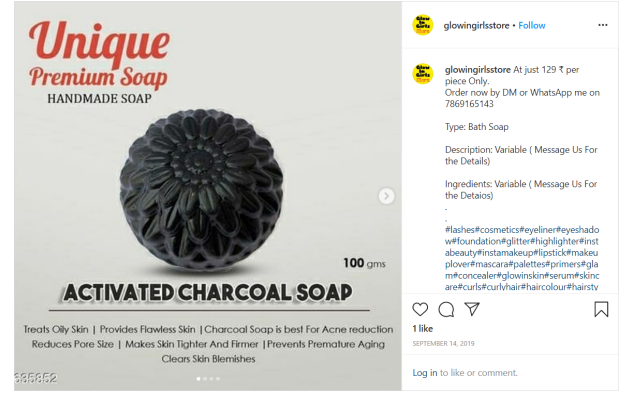 Unique
Premium Soap
HANDMADE SOAP
100 gms
ACTIVATED CHARCOAL SOAP
Treats Oily Skin | Provides Flawless Skin |Charcoal Soap is best For Acne reduction
Reduces Pore Size | Makes Skin Tighter And Firmer |Prevents Premature Aging
Clears Skin Blemishes
635852
glowingirlsstore • Follow
glowingirlsstore At just 129 ₹ per
piece Only.
Order now by DM or WhatsApp me on
7869165143
Type: Bath Soap
Description: Variable ( Message Us For
the Details)
Ingredients: Variable ( Message Us For
the Detaios)
.
.
#lashes#cosmetics#eyeliner#eyeshado
w#foundation#glitter#highlighter#inst
abeauty#instamakeup#lipstick#makeu
plover#mascara#palettes#primers#gla
m#concealer#glowinskin#serum#skinc
are#curls#curlyhair#haircolour#hairsty
1 like
SEPTEMBER 14, 2019
Log in to like or comment.